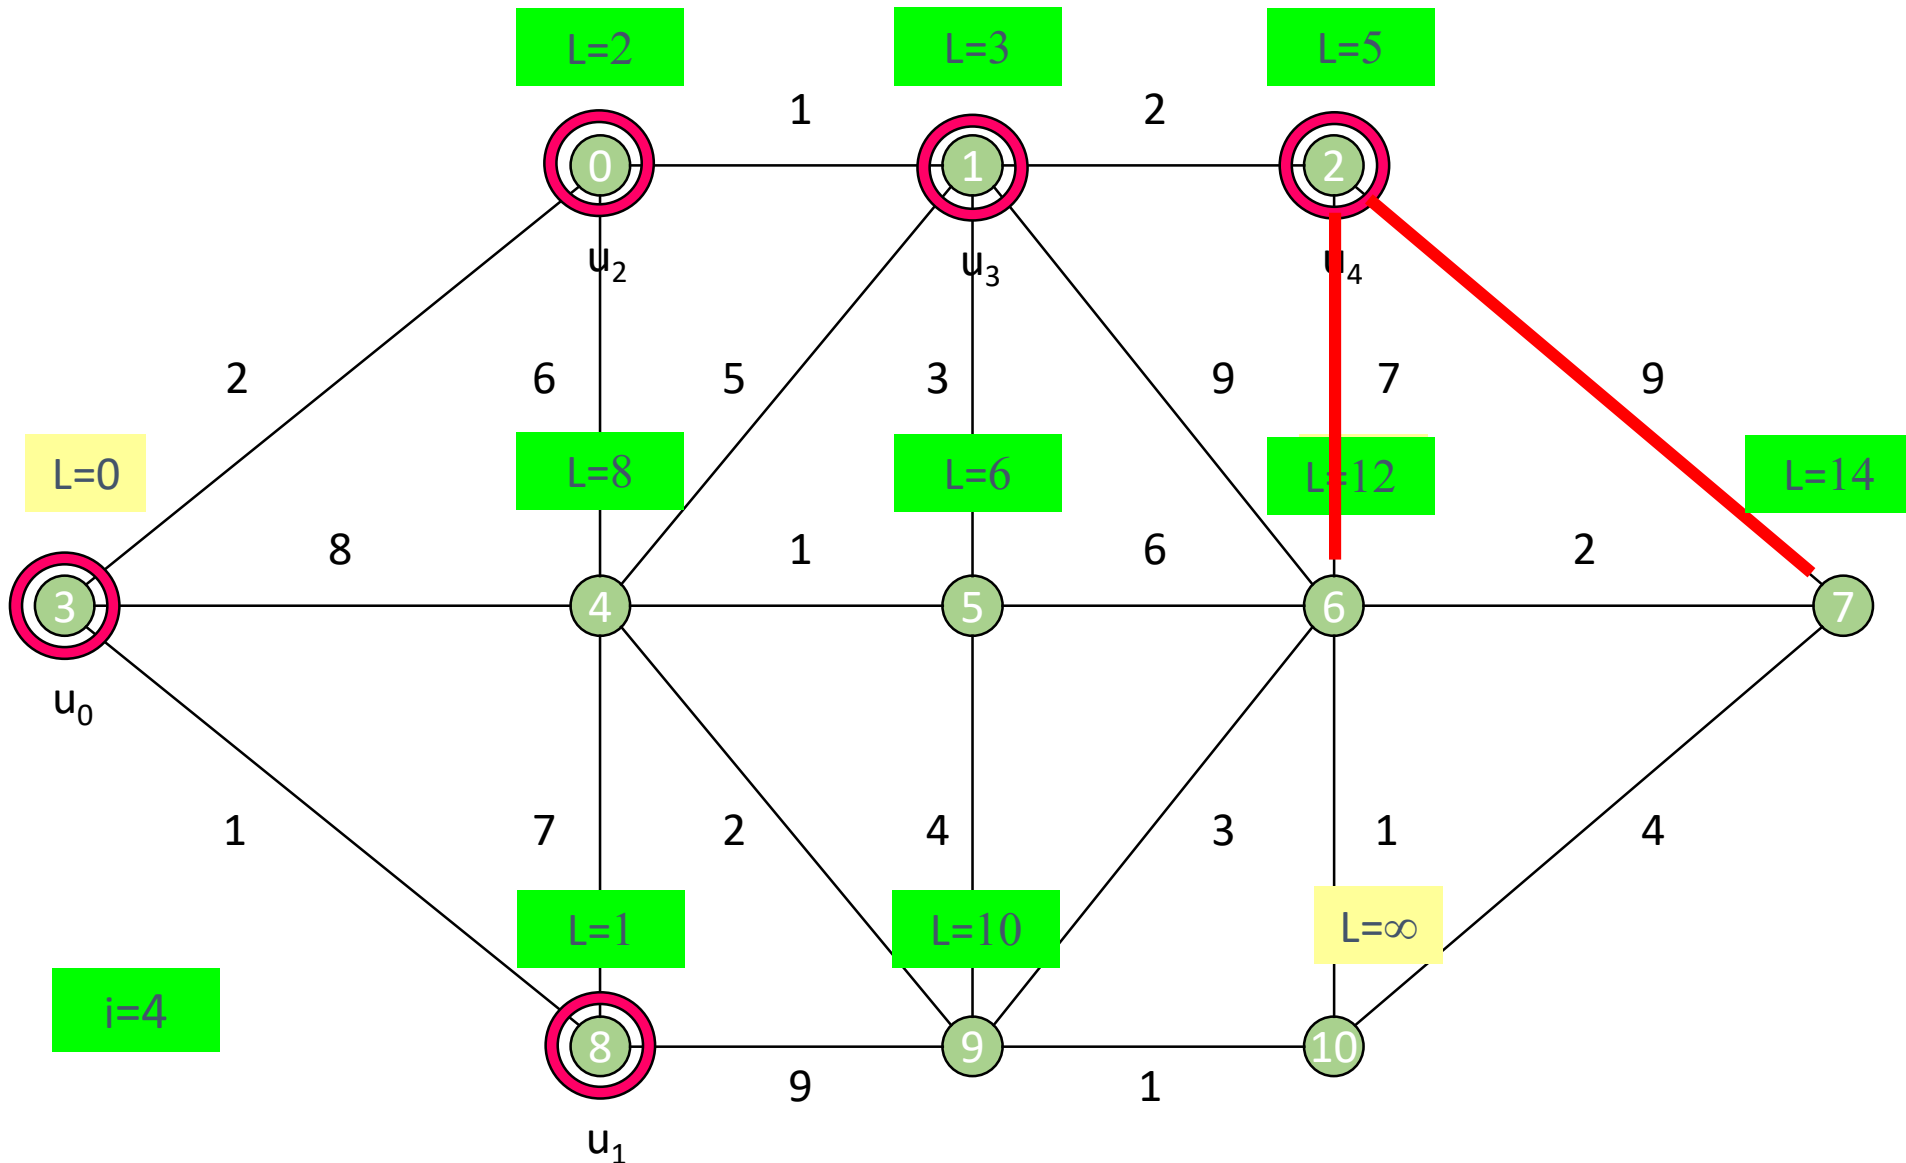 L=2 L=3 L=5
1 2
0 1 2
u2 u3 u4
2 6 5 3 9 7 9
L=0 L=8 L=6 L=12 L=14
8 1 6 2
3 4 5 6 7
u0
1 7 2 4 3 1 4
L=1 L=10 L=∞
i=4
8 9 10
9 1
u1